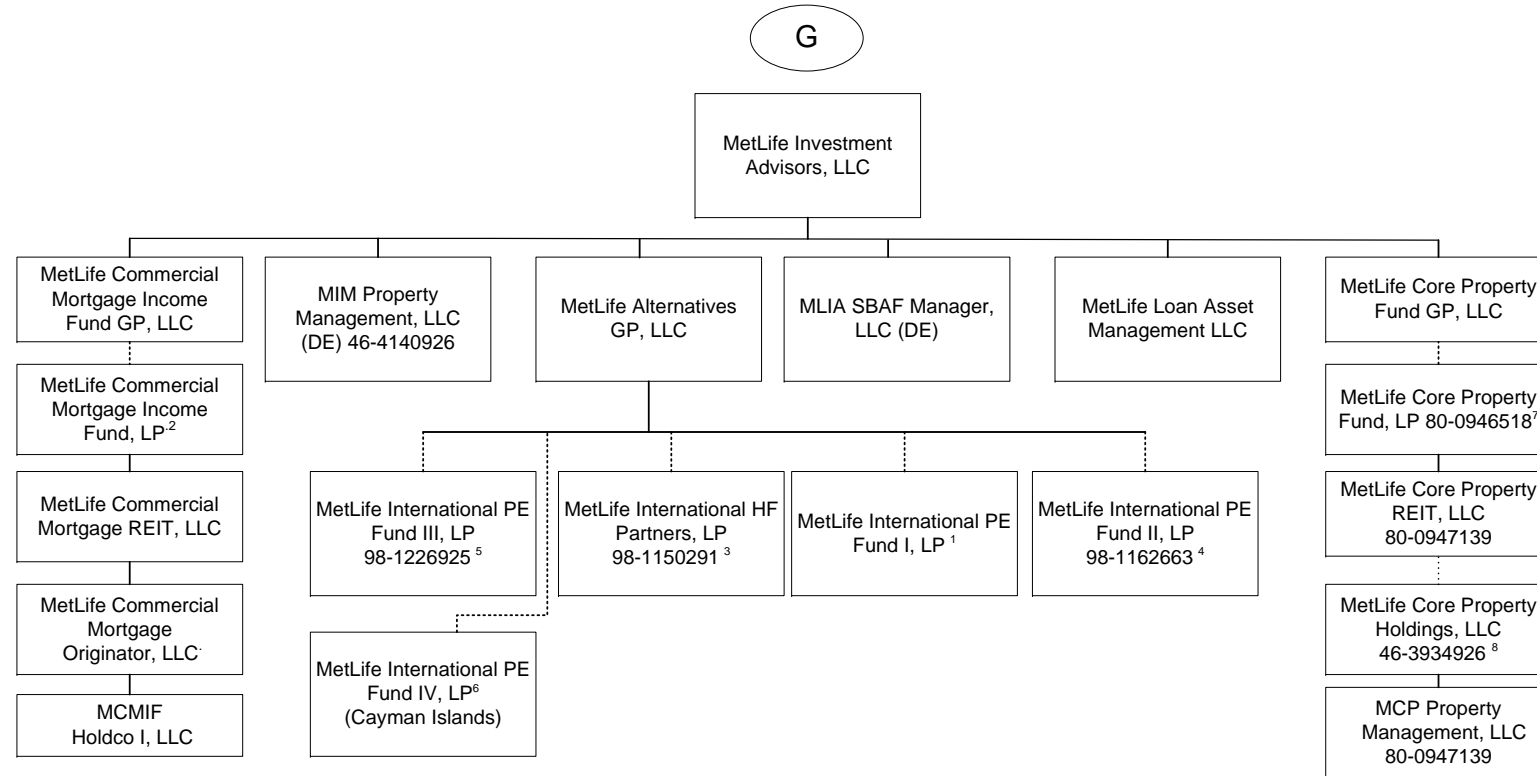 G
MetLife Investment
Advisors, LLC
MetLife Commercial
Mortgage Income
Fund GP, LLC
MIM Property
Management, LLC
(DE) 46-4140926
MetLife Alternatives
GP, LLC
MLIA SBAF Manager,
LLC (DE)
MetLife Loan Asset
Management LLC
MetLife Core Property
Fund GP, LLC
MetLife Commercial
Mortgage Income
Fund, LP.2
MetLife Core Property
Fund, LP 80-0946518 7
MetLife Commercial
Mortgage REIT, LLC
MetLife International PE
Fund III, LP
98-1226925 5
MetLife International HF
Partners, LP
98-1150291 3
MetLife International PE
Fund I, LP 1
MetLife International PE
Fund II, LP
98-1162663 4
MetLife Core Property
REIT, LLC
80-0947139
MetLife Commercial
Mortgage
Originator, LLC.
MetLife International PE
Fund IV, LP6
(Cayman Islands)
MetLife Core Property
Holdings, LLC
46-3934926 8
MCMIF
Holdco I, LLC
MCP Property
Management, LLC
80-0947139